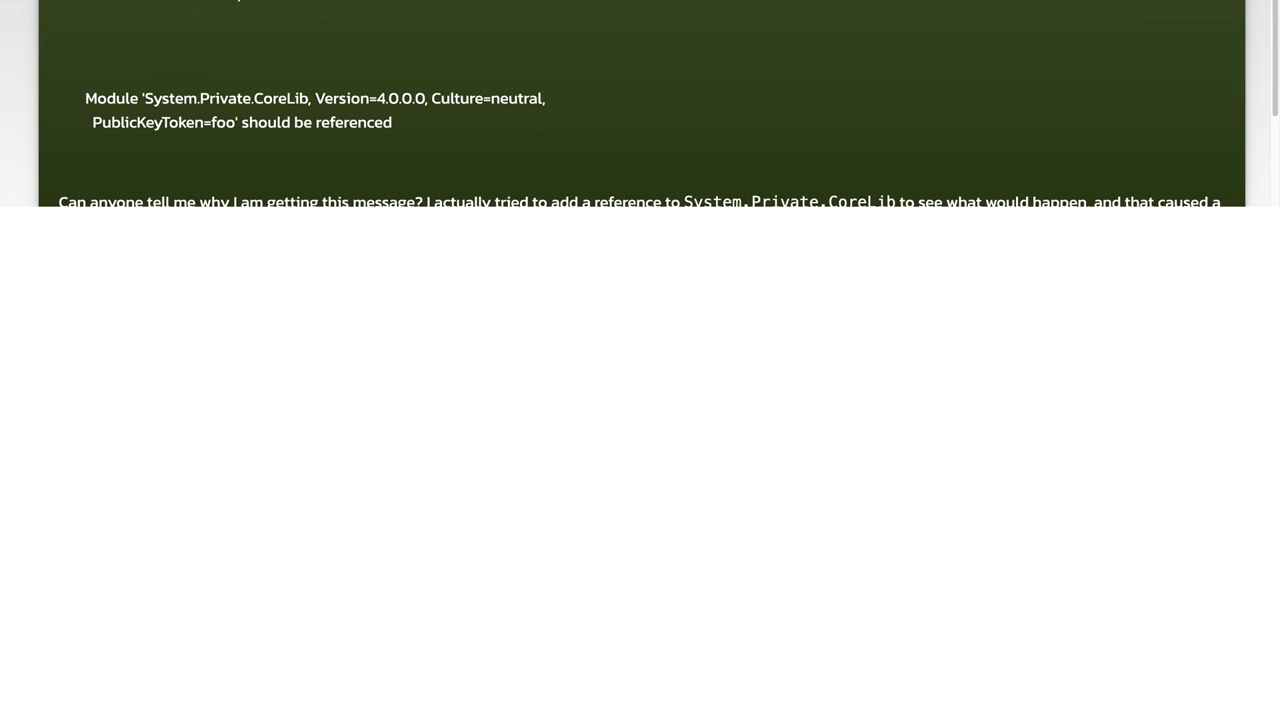 Module 'System.Private.CoreLib, Version=4.0.0.0, Culture=neutral,
PublicKeyToken=foo' should be referenced
Can anyone tell me why I am getting this message? I actually tried to add a reference to System.Private.CoreLib to see what would happen, and that caused a